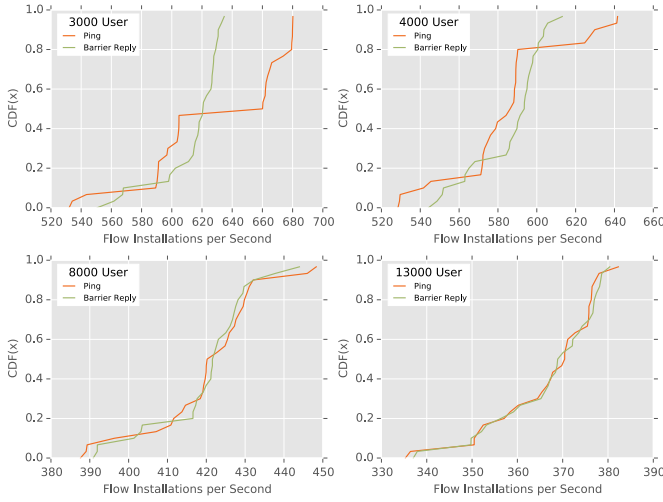 3000 User
Ping
Barrier Reply
CDF(x)
1.0
0.8
0.6
0.4
0.2
0.0
520 540 560 580 600 620 640 660 680 700
Flow Installations per Second
4000 User
Ping
Barrier Reply
CDF(x)
1.0
0.8
0.6
0.4
0.2
0.0
520 540 560 580 600 620 640 660
Flow Installations per Second
8000 User
Ping
Barrier Reply
CDF(x)
1.0
0.8
0.6
0.4
0.2
0.0
380 390 400 410 420 430 440 450
Flow Installations per Second
13000 User
Ping
Barrier Reply
CDF(x)
1.0
0.8
0.6
0.4
0.2
0.0
330 340 350 360 370 380 390
Flow Installations per Second